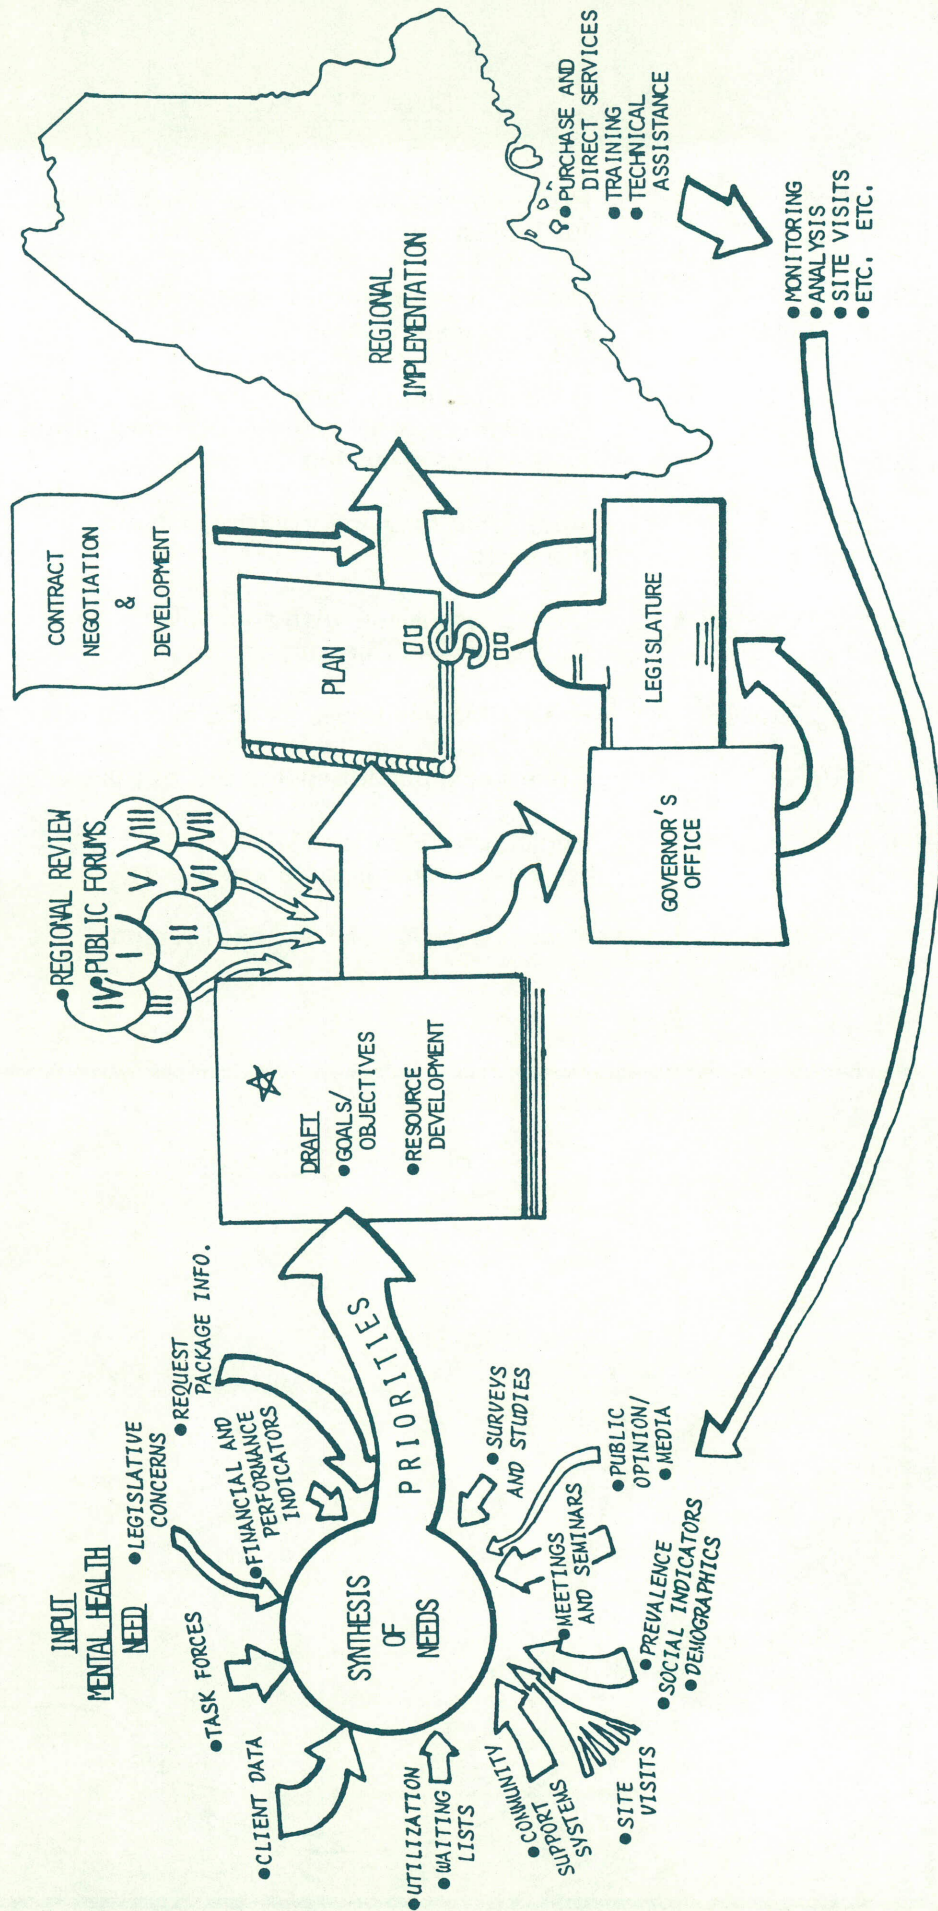 INPUT
MENTAL HEALTH
NEED
•LEGISLATIVE
CONCERNS
•REQUEST
PACKAGE INFO.
•TASK FORCES
•FINANCIAL AND
PERFORMANCE
INDICATORS
•CLIENT DATA
•UTILIZATION
•WAITING
LISTS
•COMMUNITY
SUPPORT
SYSTEMS
•SITE
VISITS
•PREVALENCE
•SOCIAL INDICATORS
•DEMOGRAPHICS
•MEETINGS
AND SEMINARS
•PUBLIC
OPINION/
•MEDIA
•SURVEYS
AND STUDIES
SYNTHESIS
OF
NEEDS
PRIORITIES
DRAFT
•GOALS/
OBJECTIVES
•RESOURCE
DEVELOPMENT
•REGIONAL REVIEW
•PUBLIC FORUMS
IV
I
V
VIII
III
II
VI
VII
PLAN
$
GOVERNOR'S
OFFICE
LEGISLATURE
CONTRACT
NEGOTIATION
&
DEVELOPMENT
REGIONAL
IMPLEMENTATION
•PURCHASE AND
DIRECT SERVICES
•TRAINING
•TECHNICAL
ASSISTANCE
•MONITORING
•ANALYSIS
•SITE VISITS
•ETC. ETC.